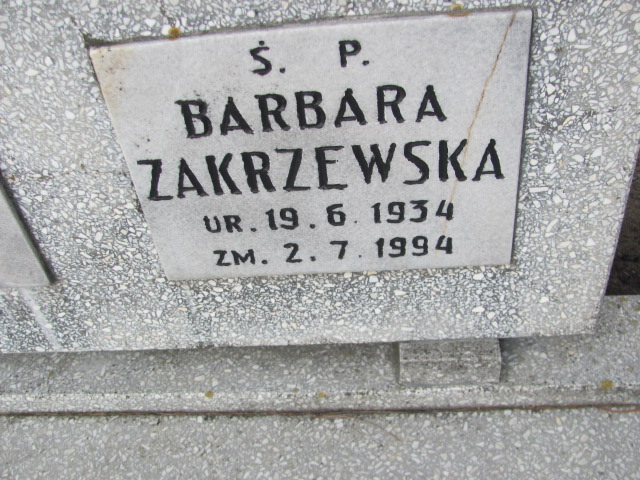 Ś. P.
BARBARA
ZAKRZEWSKA
UR. 19. 6. 1934
ZM. 2. 7. 1994